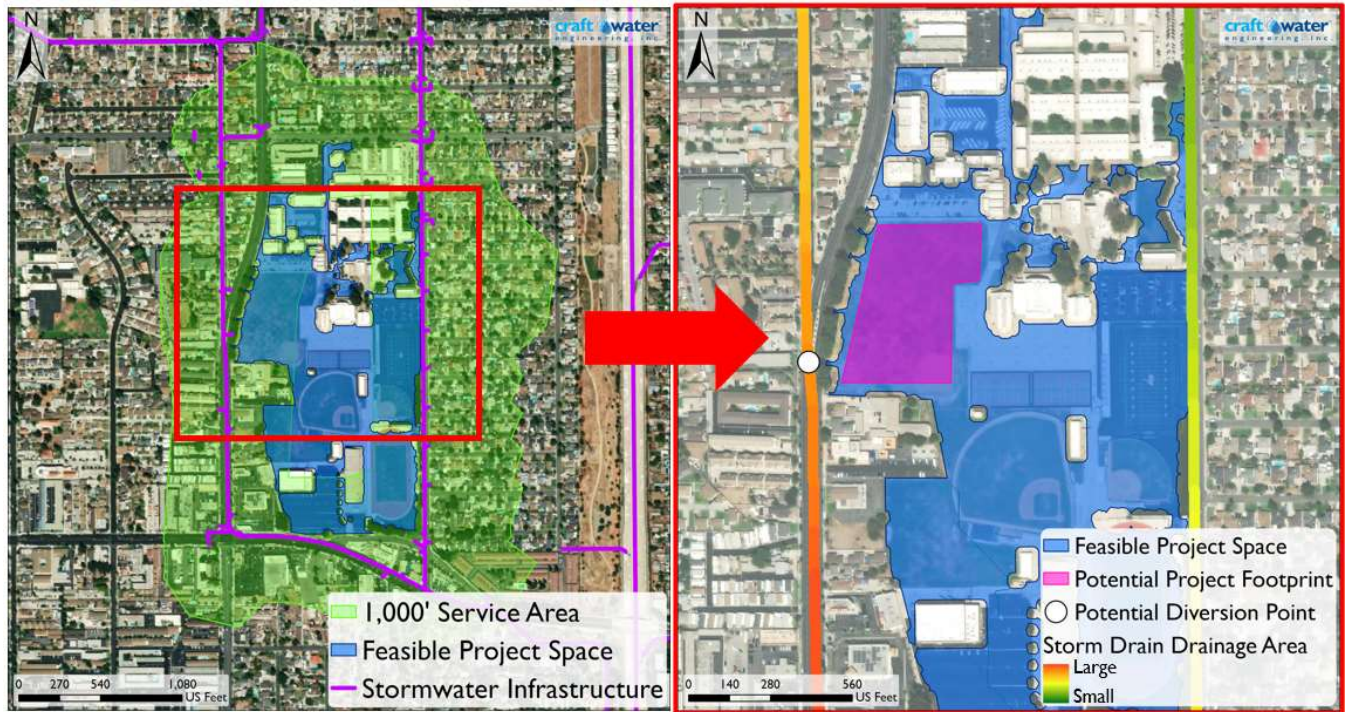 N
craft water
engineering, inc.
1,000' Service Area
Feasible Project Space
Stormwater Infrastructure
0 270 540 1,080
US Feet
N
craft water
engineering, inc.
Feasible Project Space
Potential Project Footprint
Potential Diversion Point
Storm Drain Drainage Area
Large
Small
0 140 280 560
US Feet